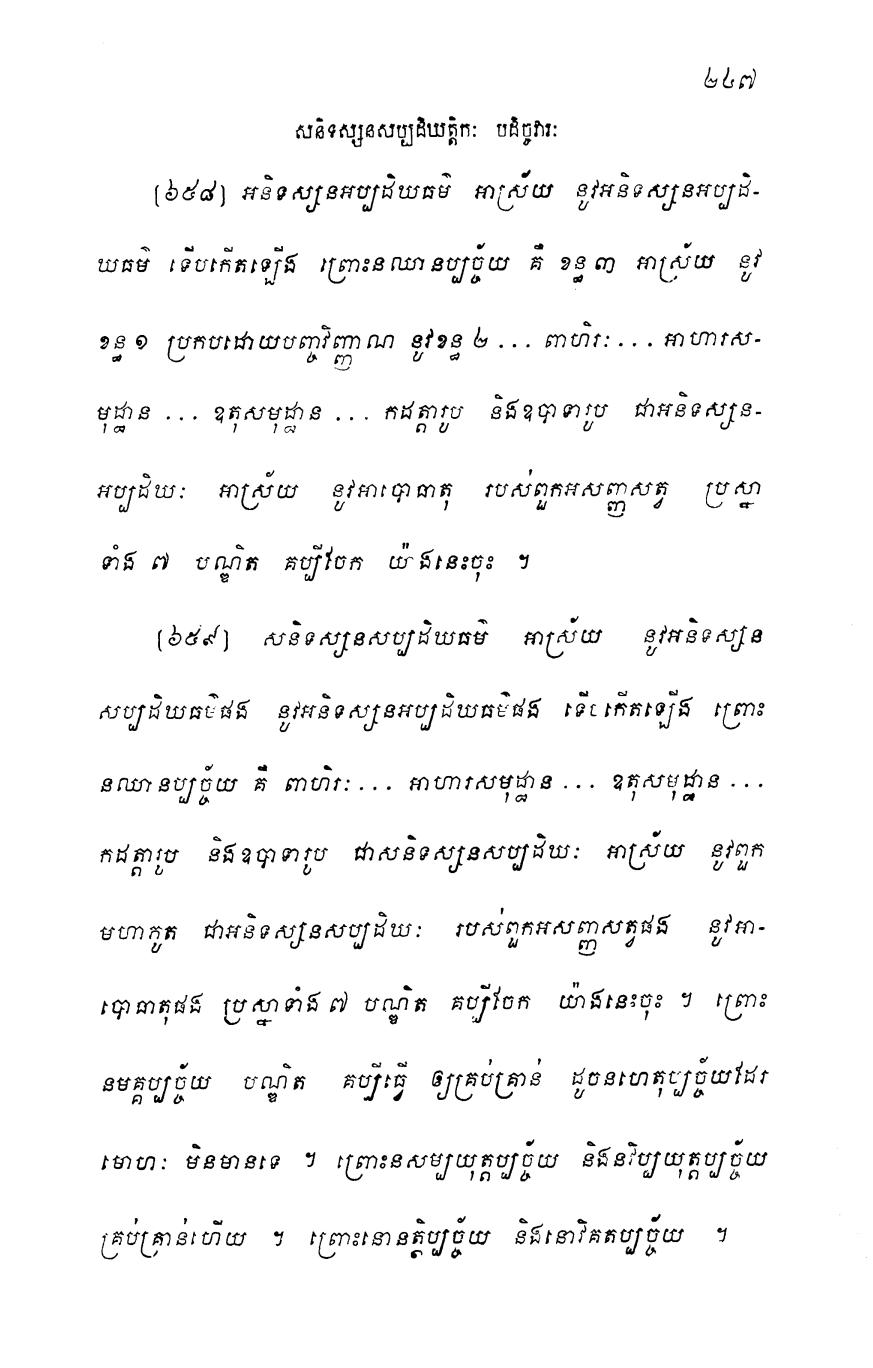 ២៤៧
សនិទស្សនសប្បដិឃត្តិកៈ បដិច្ចវារៈ
[៦៥៨] អនិទស្សនអប្បដិឃធម៌ អាស្រ័យ នូវអនិទស្សនអប្បដិ-
ឃធម៌ ទើបកើតឡើង ព្រោះនឈានប្បច្ច័យ គឺ ខន្ធ ៣ អាស្រ័យ នូវ
ខន្ធ ១ ប្រកបដោយបញ្ចវិញ្ញាណ នូវខន្ធ ២ ... ពាហិរៈ ... អាហារស-
មុដ្ឋាន ... ឧតុសមុដ្ឋាន ... កដត្តារូប និងឧបាទារូប ជាអនិទស្សន-
អប្បដិឃៈ អាស្រ័យ នូវអាបោធាតុ របស់ពួកអសញ្ញសត្វ ប្រស្នា
ទាំង ៧ បណ្ឌិត គប្បីចែក យ៉ាងនេះចុះ ។
[៦៥៩] សនិទស្សនសប្បដិឃធម៌ អាស្រ័យ នូវអនិទស្សន
សប្បដិឃធម៌ផង នូវអនិទស្សនអប្បដិឃធម៌ផង ទើបកើតឡើង ព្រោះ
នឈានប្បច្ច័យ គឺ ពាហិរៈ ... អាហារសមុដ្ឋាន ... ឧតុសមុដ្ឋាន ...
កដត្តារូប និងឧបាទារូប ជាសនិទស្សនសប្បដិឃៈ អាស្រ័យ នូវពួក
មហាភូត ជាអនិទស្សនសប្បដិឃៈ របស់ពួកអសញ្ញសត្វផង នូវអា-
បោធាតុផង ប្រស្នាទាំង ៧ បណ្ឌិត គប្បីចែក យ៉ាងនេះចុះ ។ ព្រោះ
នមគ្គប្បច្ច័យ បណ្ឌិត គប្បីធ្វើ ឲ្យគ្រប់គ្រាន់ ដូចនហេតុប្បច្ច័យដែរ
មោហៈ មិនមានទេ ។ ព្រោះនសម្បយុត្តប្បច្ច័យ និងនវិប្បយុត្តប្បច្ច័យ
គ្រប់គ្រាន់ហើយ ។ ព្រោះនោនត្ថិប្បច្ច័យ និងនោវិគតប្បច្ច័យ ។